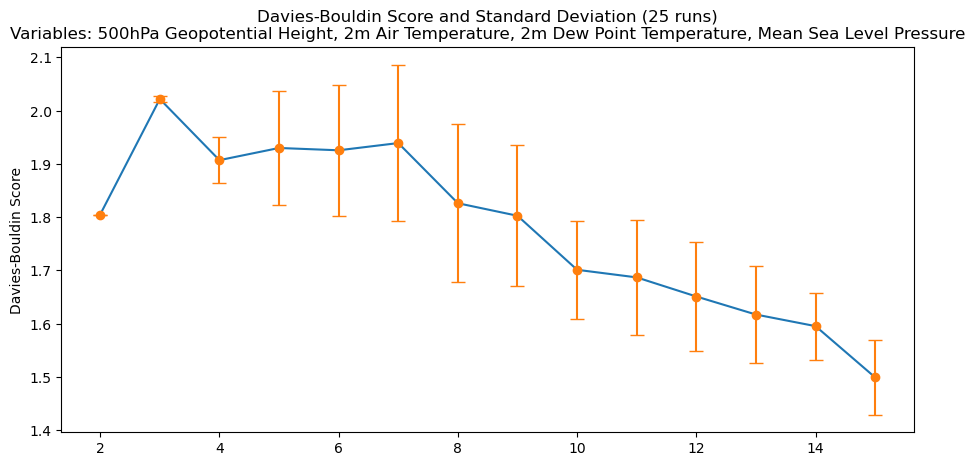 Davies-Bouldin Score and Standard Deviation (25 runs)
Variables: 500hPa Geopotential Height, 2m Air Temperature, 2m Dew Point Temperature, Mean Sea Level Pressure
Davies-Bouldin Score
2.1
2.0
1.9
1.8
1.7
1.6
1.5
1.4
2 4 6 8 10 12 14